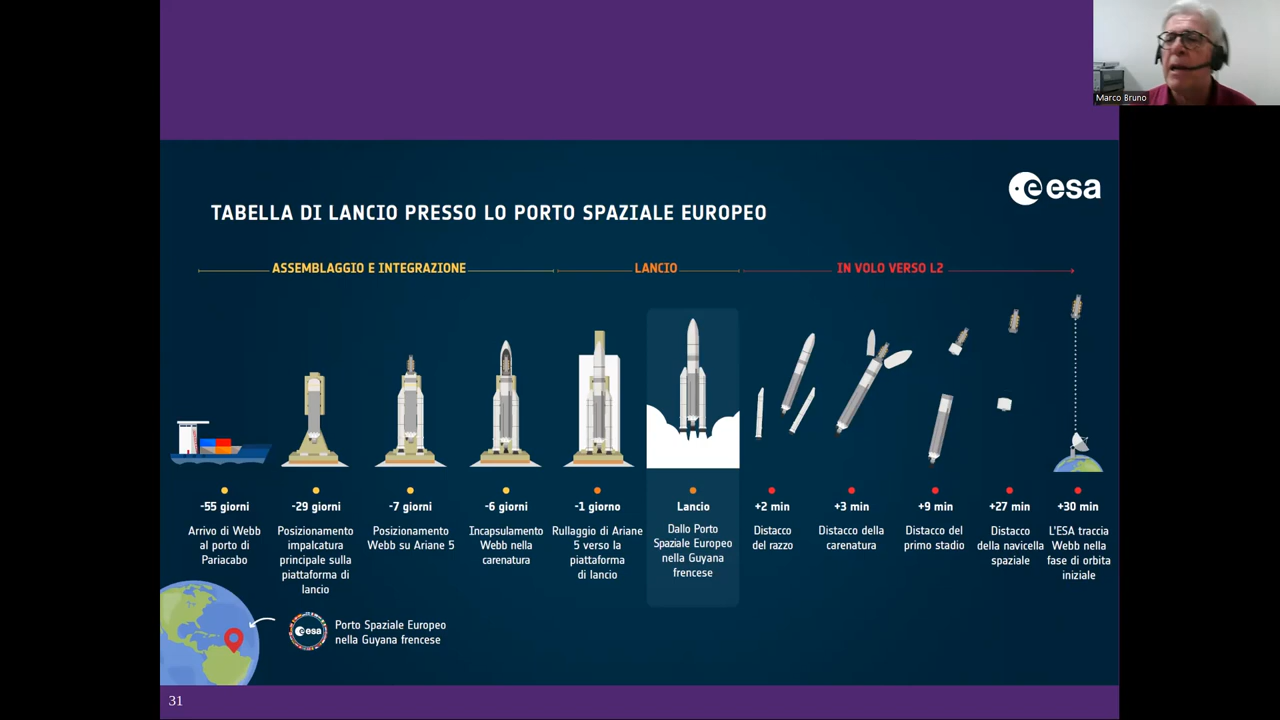 Marco Bruno
esa
TABELLA DI LANCIO PRESSO LO PORTO SPAZIALE EUROPEO
ASSEMBLAGGIO E INTEGRAZIONE
LANCIO
IN VOLO VERSO L2
-55 giorni
Arrivo di Webb
al porto di
Pariacabo
-29 giorni
Posizionamento
impalcatura
principale sulla
piattaforma di
lancio
-7 giorni
Posizionamento
Webb su Ariane 5
-6 giorni
Incapsulamento
Webb nella
carenatura
-1 giorno
Rullaggio di Ariane
5 verso la
piattaforma
di lancio
Lancio
Dallo Porto
Spaziale Europeo
nella Guyana
frencese
+2 min
Distacco
del razzo
+3 min
Distacco della
carenatura
+9 min
Distacco del
primo stadio
+27 min
Distacco
della navicella
spaziale
+30 min
L'ESA traccia
Webb nella
fase di orbita
iniziale
esa
Porto Spaziale Europeo
nella Guyana frencese
31